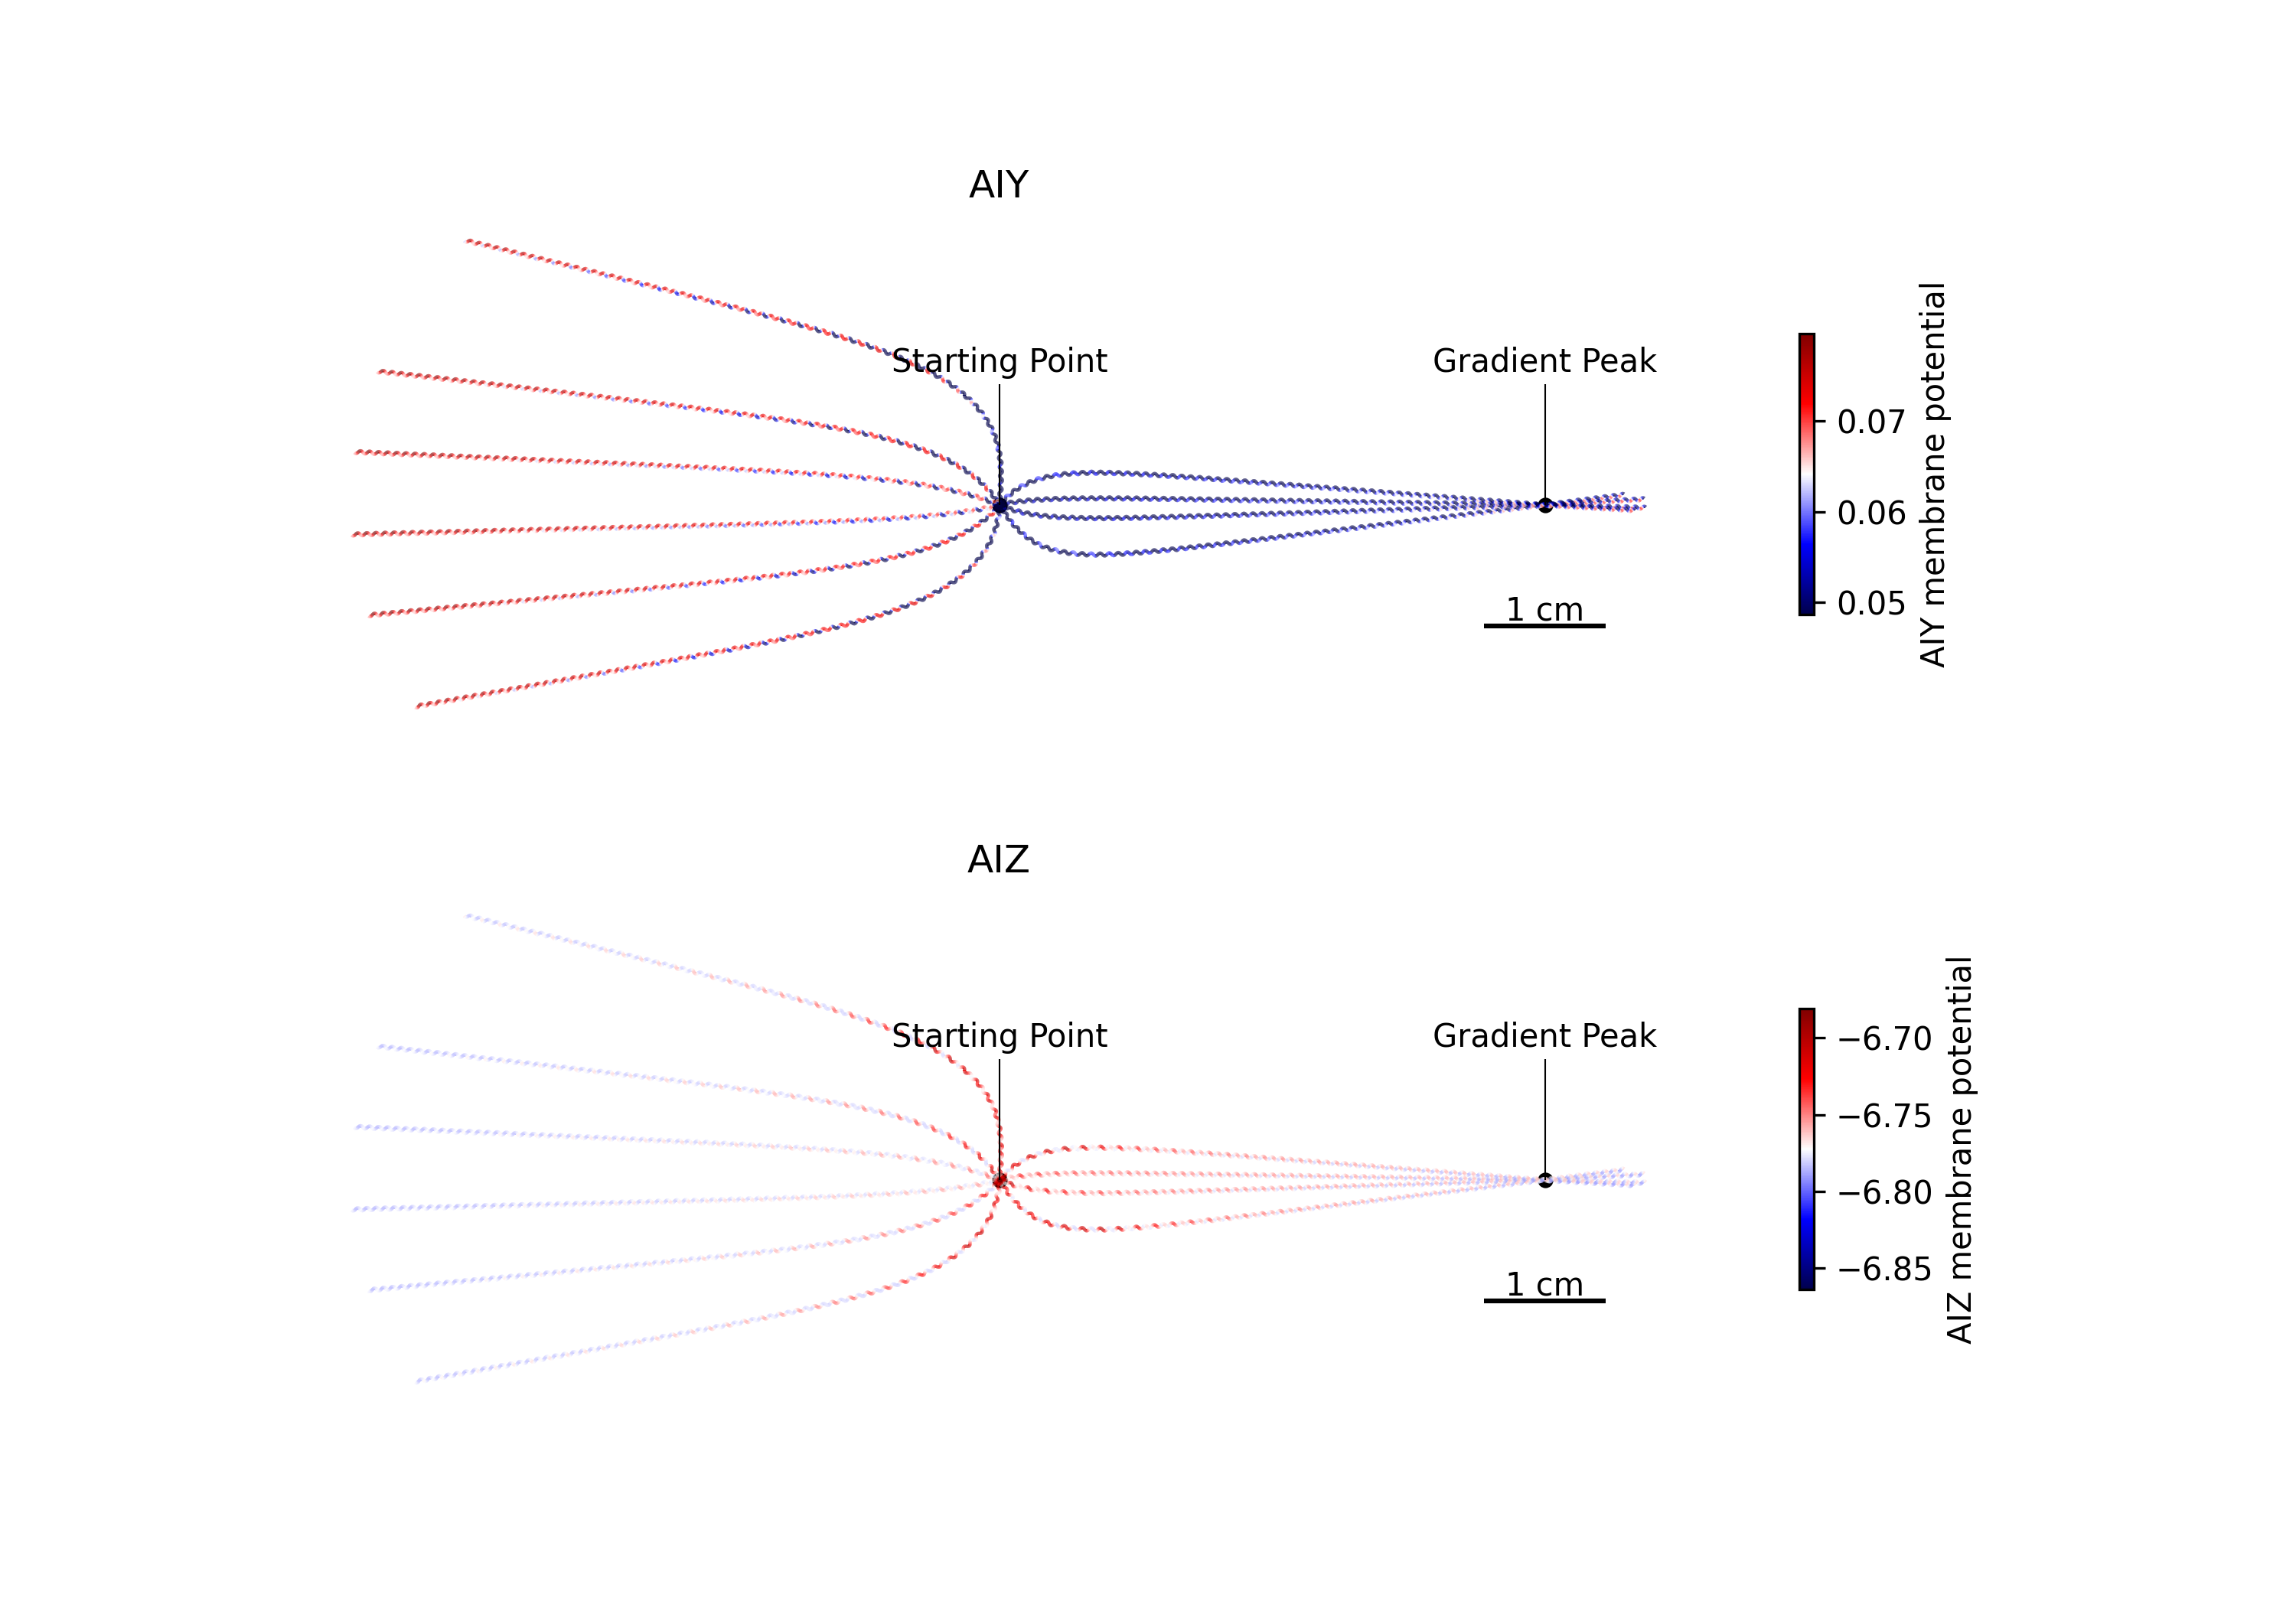 AIY
Starting Point
Gradient Peak
1 cm
0.07
0.06
0.05
AIY membrane potential
AIZ
Starting Point
Gradient Peak
1 cm
−6.70
−6.75
−6.80
−6.85
AIZ membrane potential